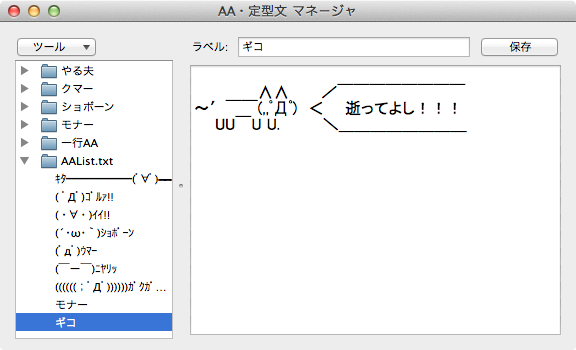 AA・定型文 マネージャ
ツール
ラベル: ギコ 保存
やる夫
クマー
ショボーン
モナー
一行AA
AAList.txt
ｷﾀ━━━━━━(ﾟ∀ﾟ)━
(ﾟДﾟ)ｺﾞﾙｧ!!
(・∀・)ｲｲ!!
(´･ω･｀)ｼｮﾎﾞｰﾝ
(ﾟдﾟ)ｳﾏｰ
(￣ー￣)ﾆﾔﾘｯ
((((((；ﾟДﾟ))))))ｶﾞｸｶﾞ…
モナー
ギコ
＿＿∧∧　／￣￣￣￣￣￣￣￣
～′＿＿(,,ﾟДﾟ)＜　逝ってよし！！！
UU￣U U.　＼＿＿＿＿＿＿＿＿